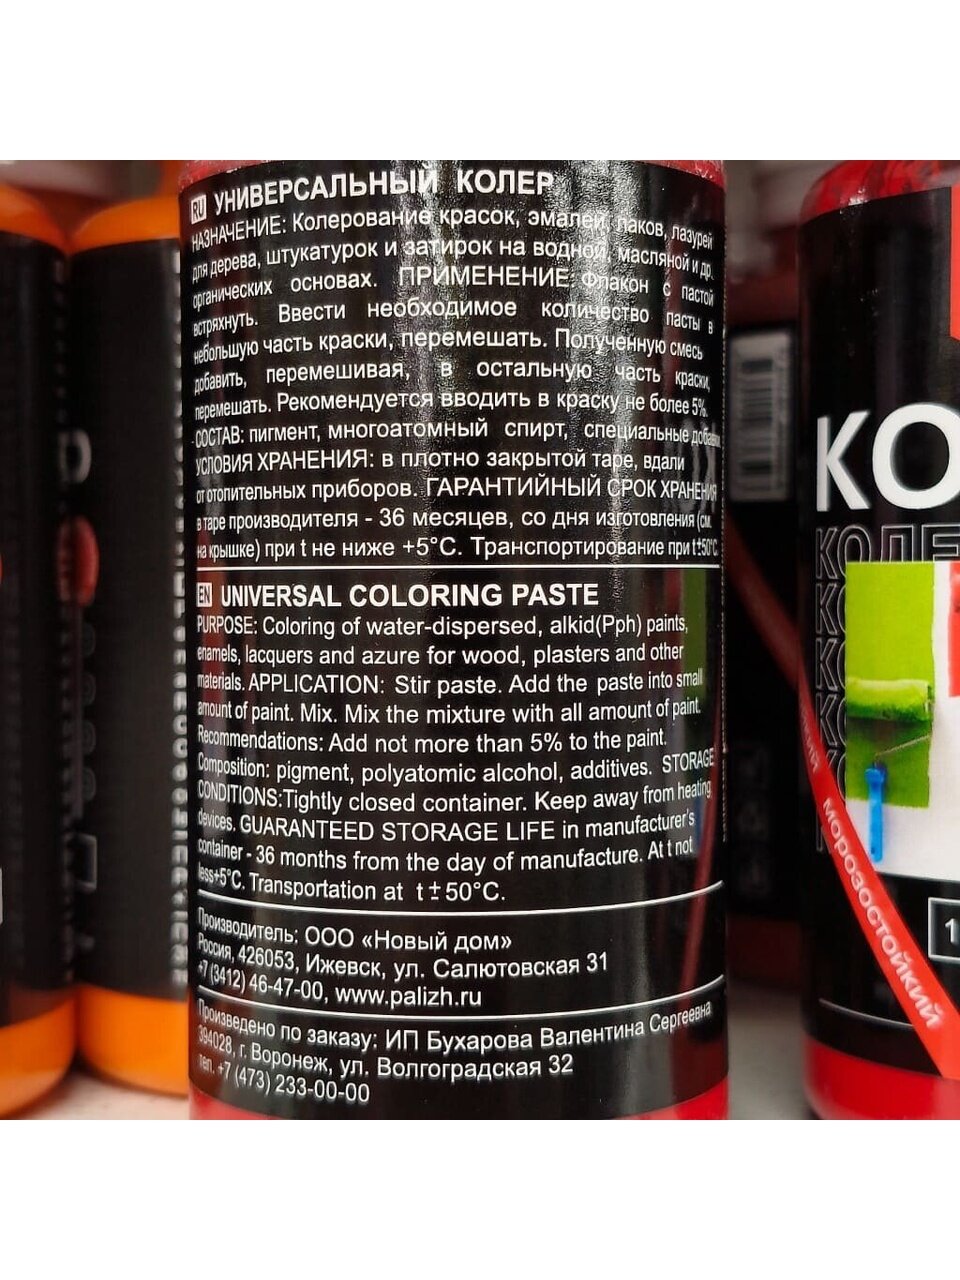 RU УНИВЕРСАЛЬНЫЙ КОЛЕР
НАЗНАЧЕНИЕ: Колерование красок, эмалей, лаков, лазурей
для дерева, штукатурок и затирок на водной, масляной и др.
органических основах. ПРИМЕНЕНИЕ: Флакон с пастой
встряхнуть. Ввести необходимое количество пасты в
небольшую часть краски, перемешать. Полученную смесь
добавить, перемешивая, в остальную часть краски,
перемешать. Рекомендуется вводить в краску не более 5%.
СОСТАВ: пигмент, многоатомный спирт, специальные добавки.
УСЛОВИЯ ХРАНЕНИЯ: в плотно закрытой таре, вдали
от отопительных приборов. ГАРАНТИЙНЫЙ СРОК ХРАНЕНИЯ
в таре производителя - 36 месяцев, со дня изготовления (см.
на крышке) при t не ниже +5°C. Транспортирование при t±50°C.
EN UNIVERSAL COLORING PASTE
PURPOSE: Coloring of water-dispersed, alkid(Pph) paints,
enamels, lacquers and azure for wood, plasters and other
materials. APPLICATION: Stir paste. Add the paste into small
amount of paint. Mix. Mix the mixture with all amount of paint.
Recommendations: Add not more than 5% to the paint.
Composition: pigment, polyatomic alcohol, additives. STORAGE
CONDITIONS:Tightly closed container. Keep away from heating
devices. GUARANTEED STORAGE LIFE in manufacturer's
container - 36 months from the day of manufacture. At t not
less+5°C. Transportation at t ± 50°C.
Производитель: ООО «Новый дом»
Россия, 426053, Ижевск, ул. Салютовская 31
+7 (3412) 46-47-00, www.palizh.ru
Произведено по заказу: ИП Бухарова Валентина Сергеевна
394028, г. Воронеж, ул. Волгоградская 32
тел. +7 (473) 233-00-00
КО
КОЛЕ
К
К
К
К
морозостойкий
1